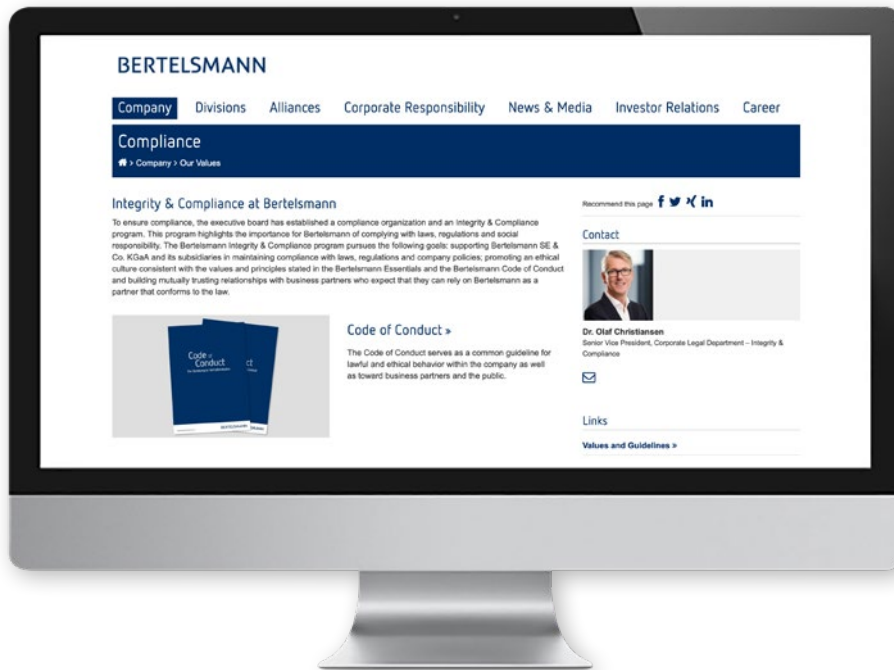 BERTELSMANN
Company Divisions Alliances Corporate Responsibility News & Media Investor Relations Career
Compliance
> Company > Our Values
Integrity & Compliance at Bertelsmann
To ensure compliance, the executive board has established a compliance organization and an Integrity & Compliance
program. This program highlights the importance for Bertelsmann of complying with laws, regulations and social
responsibility. The Bertelsmann Integrity & Compliance program pursues the following goals: supporting Bertelsmann SE &
Co. KGaA and its subsidiaries in maintaining compliance with laws, regulations and company policies; promoting an ethical
culture consistent with the values and principles stated in the Bertelsmann Essentials and the Bertelsmann Code of Conduct
and building mutually trusting relationships with business partners who expect that they can rely on Bertelsmann as a
partner that conforms to the law.
Code of
Conduct
BERTELSMANN
Code of Conduct »
The Code of Conduct serves as a common guideline for
lawful and ethical behavior within the company as well
as toward business partners and the public.
Recommend this page
Contact
Dr. Olaf Christiansen
Senior Vice President, Corporate Legal Department – Integrity &
Compliance
Links
Values and Guidelines »